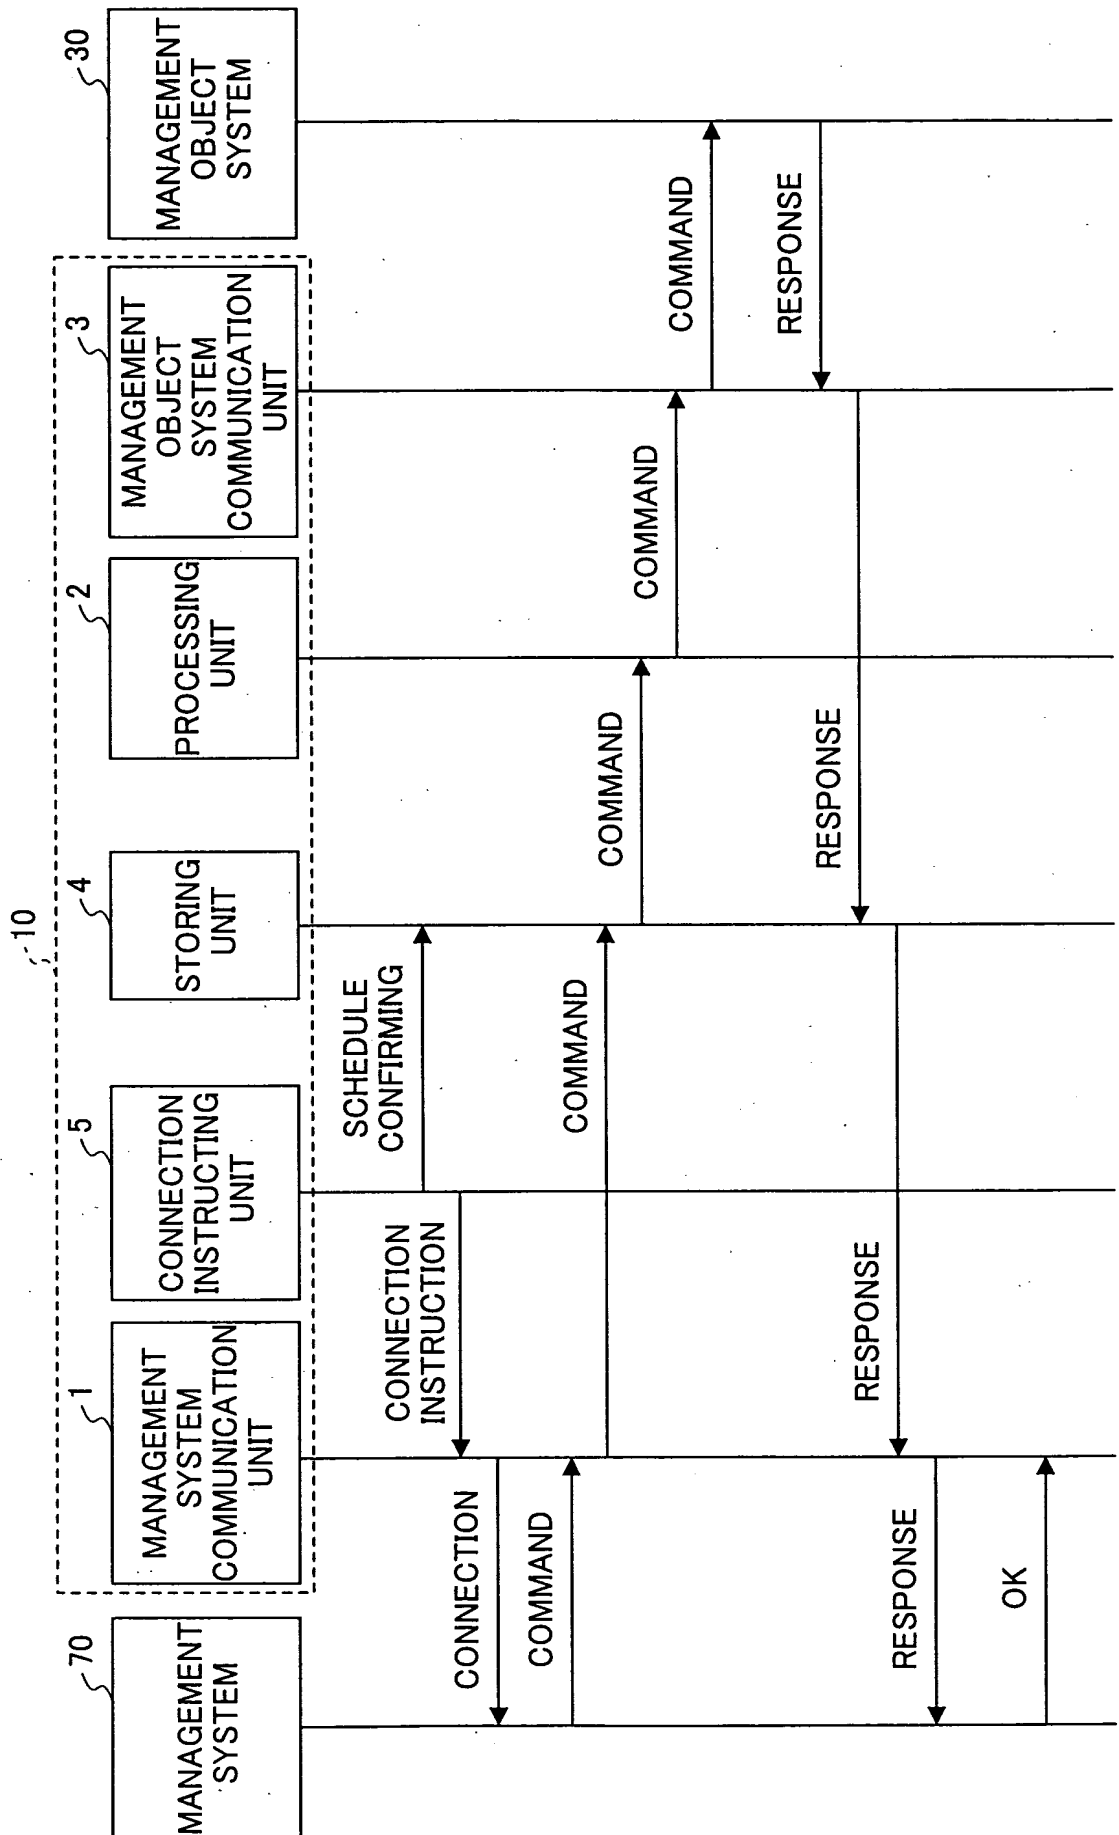 10
70
1
5
4
2
3
30
MANAGEMENT
SYSTEM
MANAGEMENT
SYSTEM
COMMUNICATION
UNIT
CONNECTION
INSTRUCTING
UNIT
STORING
UNIT
PROCESSING
UNIT
MANAGEMENT
OBJECT
SYSTEM
COMMUNICATION
UNIT
MANAGEMENT
OBJECT
SYSTEM
SCHEDULE
CONFIRMING
CONNECTION
INSTRUCTION
CONNECTION
COMMAND
COMMAND
COMMAND
COMMAND
COMMAND
RESPONSE
RESPONSE
RESPONSE
RESPONSE
OK